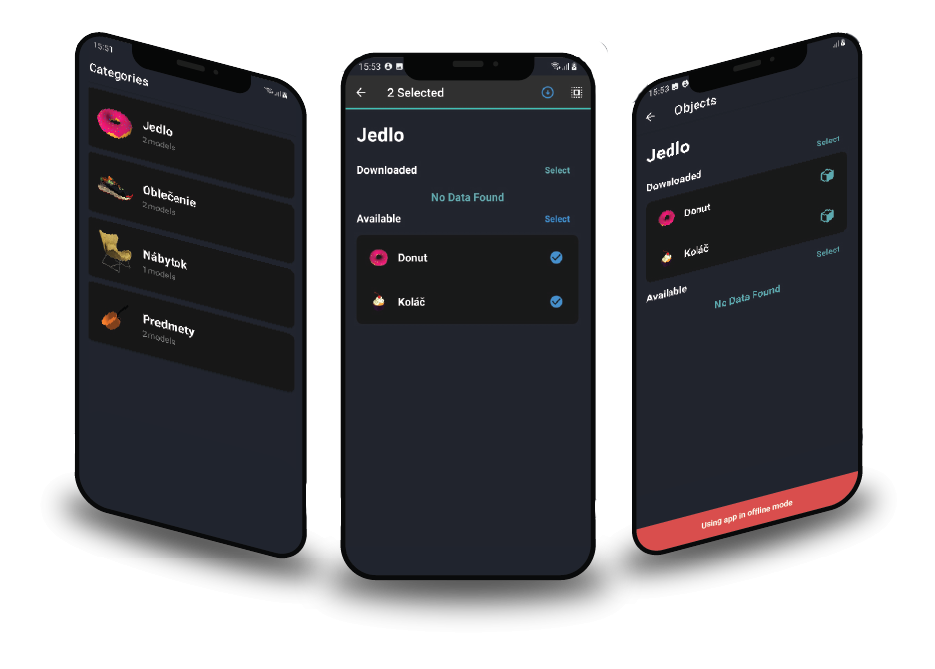 15:51
Categories
Jedlo
2 models
Oblečenie
2 models
Nábytok
1 models
Predmety
2 models
15:53
2 Selected
Jedlo
Downloaded
Select
No Data Found
Available
Select
Donut
Koláč
15:53
Objects
Jedlo
Select
Downloaded
Donut
Koláč
Select
Available
No Data Found
Using app in offline mode